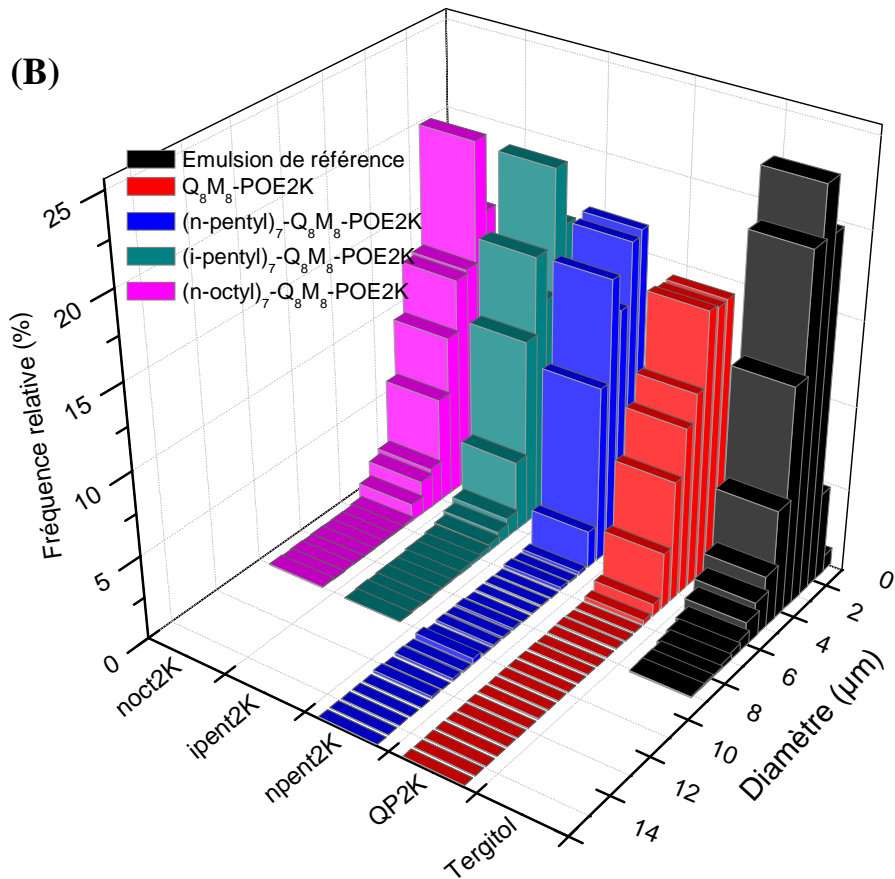 (B)
Emulsion de référence
Q8M8-POE2K
(n-pentyl)7-Q8M8-POE2K
(i-pentyl)7-Q8M8-POE2K
(n-octyl)7-Q8M8-POE2K
Fréquence relative (%)
25
20
15
10
5
0
noct2K
ipent2K
npent2K
QP2K
Tergitol
0
2
4
6
8
10
12
14
Diamètre (µm)